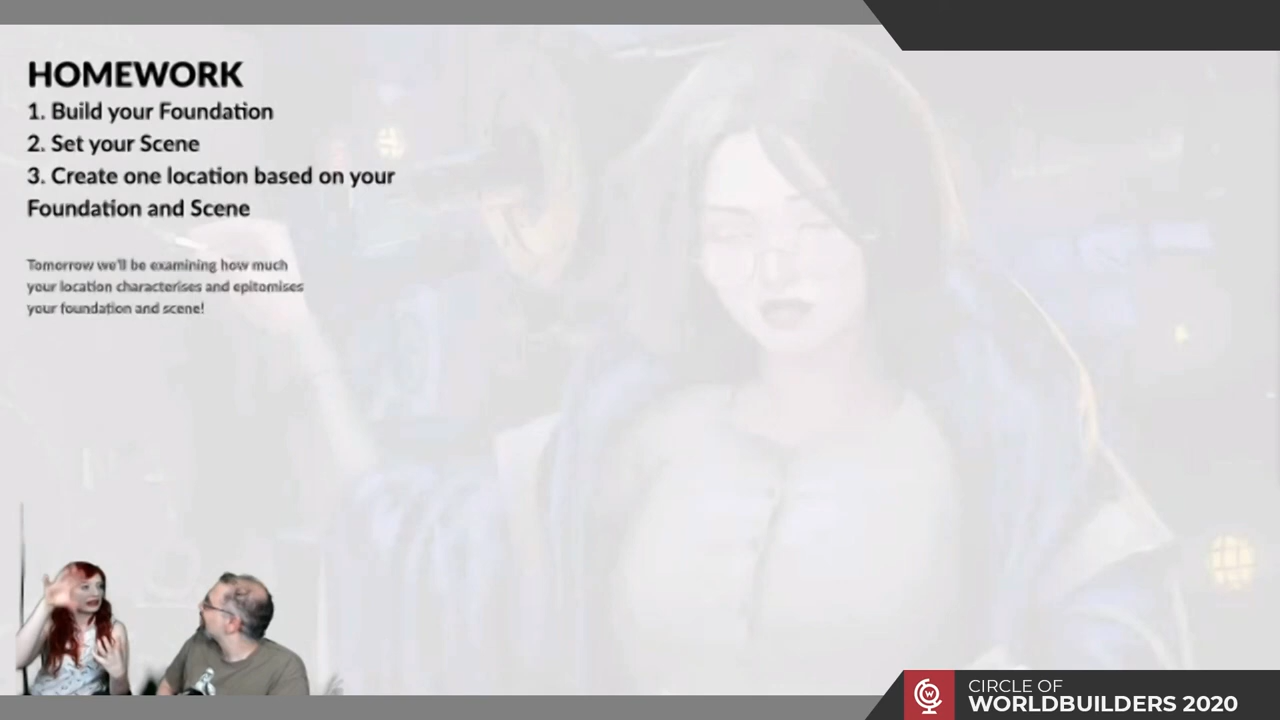 HOMEWORK
1. Build your Foundation
2. Set your Scene
3. Create one location based on your
Foundation and Scene
Tomorrow we'll be examining how much
your location characterises and epitomises
your foundation and scene!
W
CIRCLE OF
WORLDBUILDERS 2020